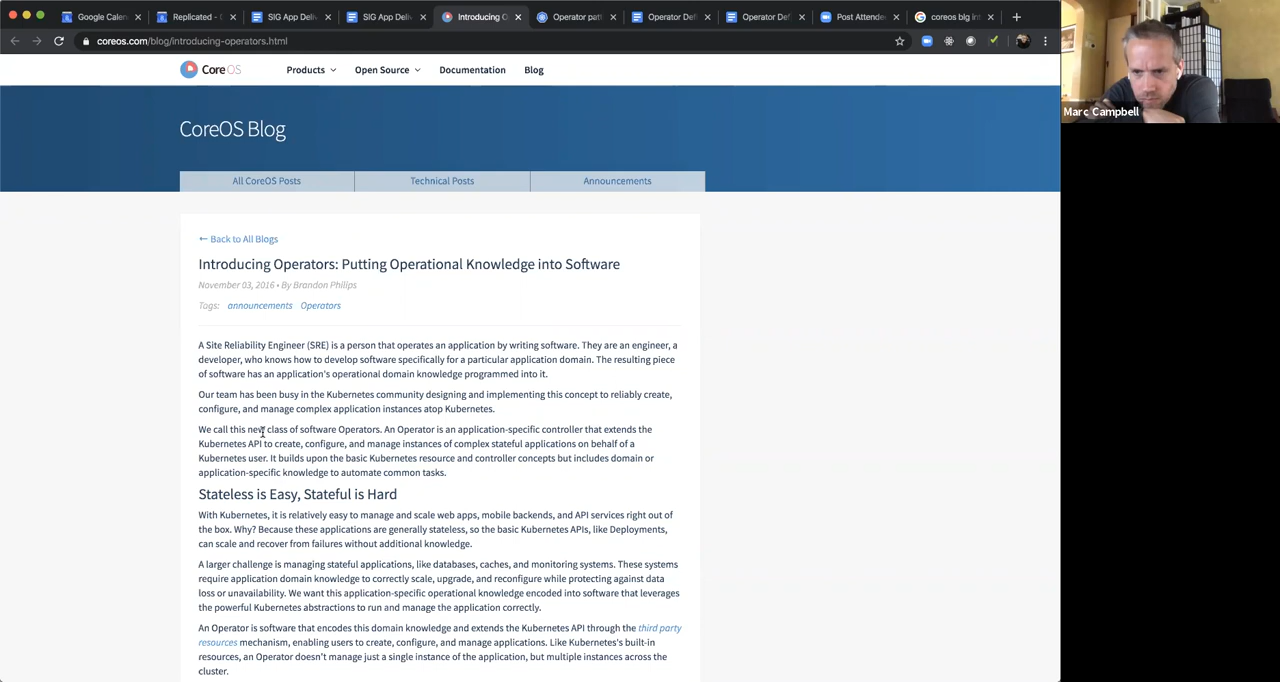 Google Calen
Replicated - C
SIG App Deliv
SIG App Deliv
Introducing O
Operator patt
Operator Defi
Operator Defi
Post Attendee
coreos blg int
coreos.com/blog/introducing-operators.html
Core OS
Products
Open Source
Documentation
Blog
Marc Campbell
CoreOS Blog
All CoreOS Posts
Technical Posts
Announcements
← Back to All Blogs
Introducing Operators: Putting Operational Knowledge into Software
November 03, 2016 • By Brandon Philips
Tags: announcements Operators
A Site Reliability Engineer (SRE) is a person that operates an application by writing software. They are an engineer, a
developer, who knows how to develop software specifically for a particular application domain. The resulting piece
of software has an application's operational domain knowledge programmed into it.
Our team has been busy in the Kubernetes community designing and implementing this concept to reliably create,
configure, and manage complex application instances atop Kubernetes.
We call this new class of software Operators. An Operator is an application-specific controller that extends the
Kubernetes API to create, configure, and manage instances of complex stateful applications on behalf of a
Kubernetes user. It builds upon the basic Kubernetes resource and controller concepts but includes domain or
application-specific knowledge to automate common tasks.
Stateless is Easy, Stateful is Hard
With Kubernetes, it is relatively easy to manage and scale web apps, mobile backends, and API services right out of
the box. Why? Because these applications are generally stateless, so the basic Kubernetes APIs, like Deployments,
can scale and recover from failures without additional knowledge.
A larger challenge is managing stateful applications, like databases, caches, and monitoring systems. These systems
require application domain knowledge to correctly scale, upgrade, and reconfigure while protecting against data
loss or unavailability. We want this application-specific operational knowledge encoded into software that leverages
the powerful Kubernetes abstractions to run and manage the application correctly.
An Operator is software that encodes this domain knowledge and extends the Kubernetes API through the third party
resources mechanism, enabling users to create, configure, and manage applications. Like Kubernetes's built-in
resources, an Operator doesn't manage just a single instance of the application, but multiple instances across the
cluster.